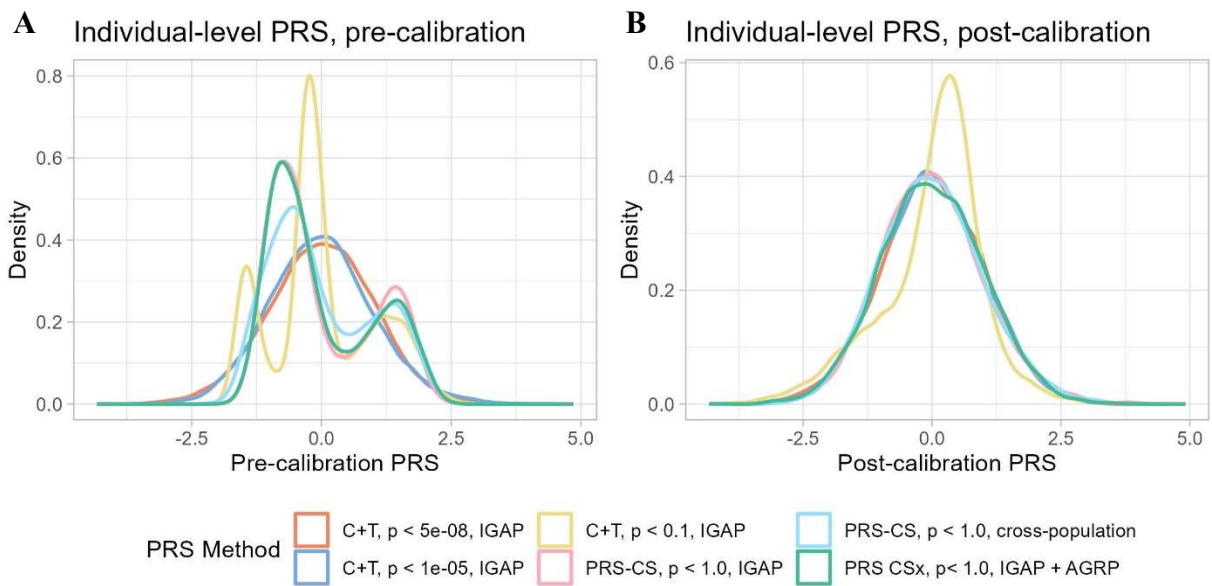 A
Individual-level PRS, pre-calibration
0.8
0.6
0.4
0.2
0.0
Density
-2.5
0.0
2.5
5.0
Pre-calibration PRS
B
Individual-level PRS, post-calibration
0.6
0.4
0.2
0.0
Density
-2.5
0.0
2.5
5.0
Post-calibration PRS
PRS Method
C+T, p < 5e-08, IGAP
C+T, p < 0.1, IGAP
PRS-CS, p < 1.0, cross-population
C+T, p < 1e-05, IGAP
PRS-CS, p < 1.0, IGAP
PRS CSx, p< 1.0, IGAP + AGRP